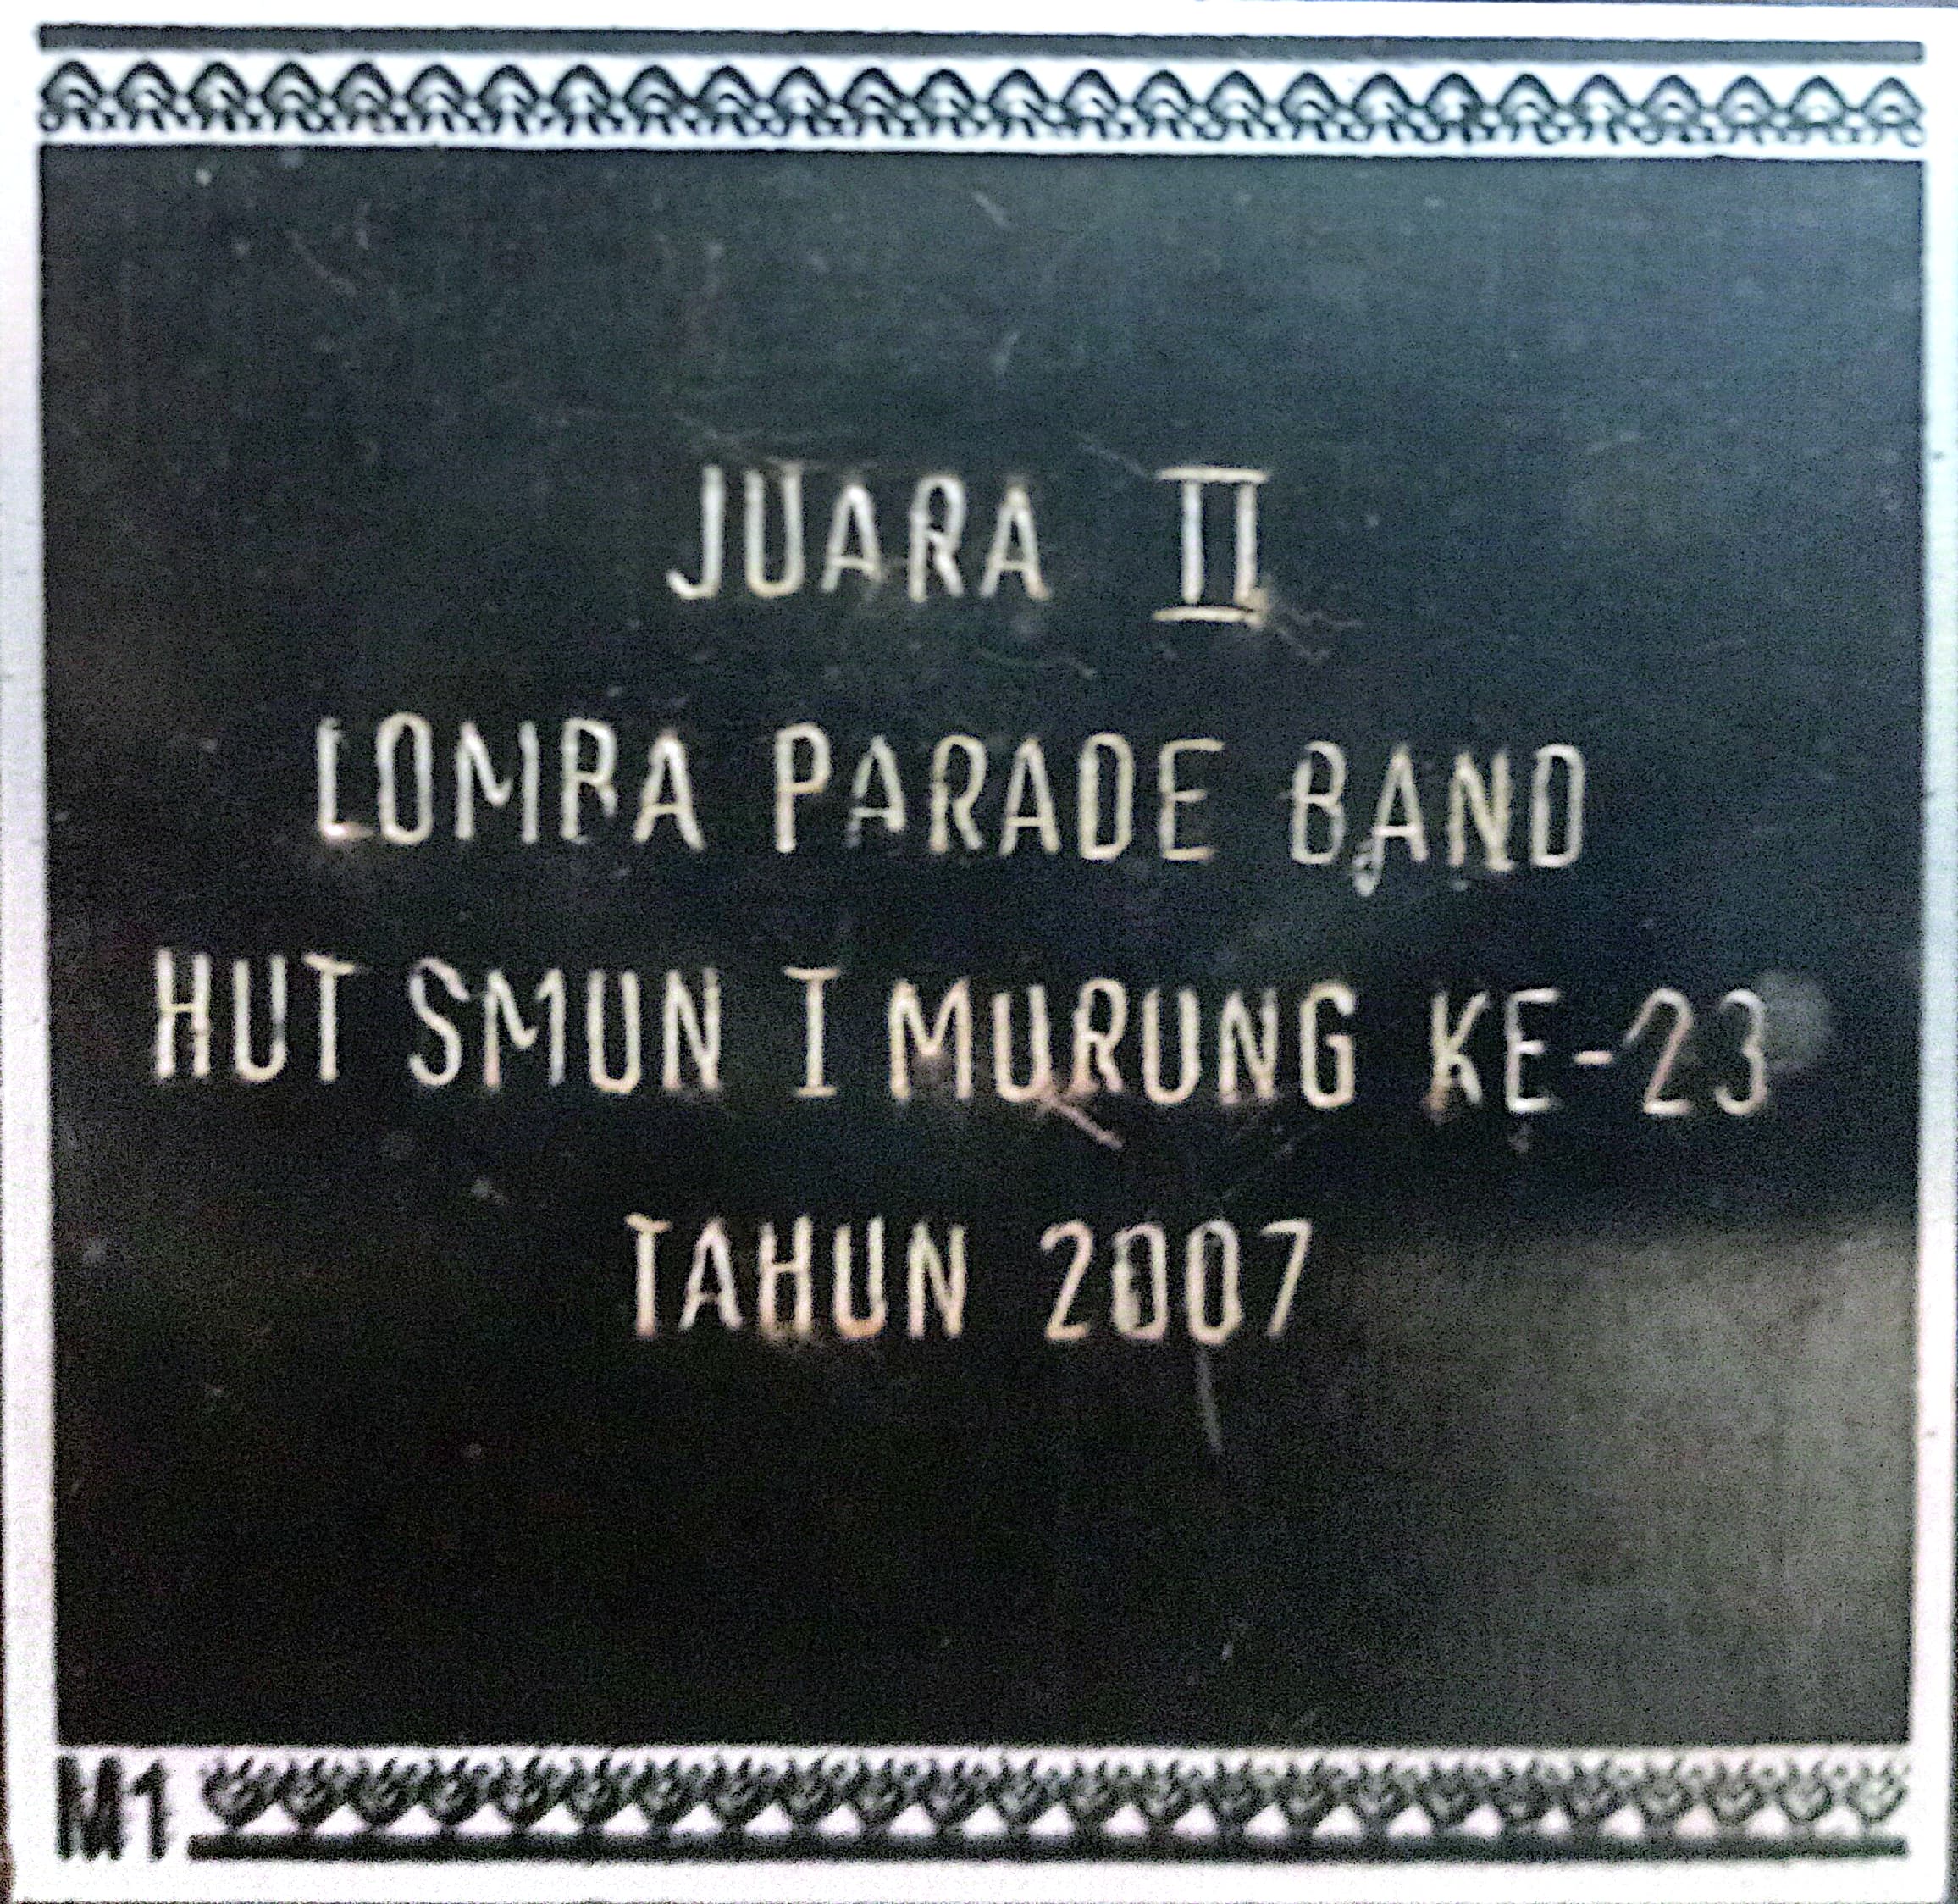 JUARA II
LOMBA PARADE BAND
HUT SMUN I MURUNG KE-23
TAHUN 2007
M1